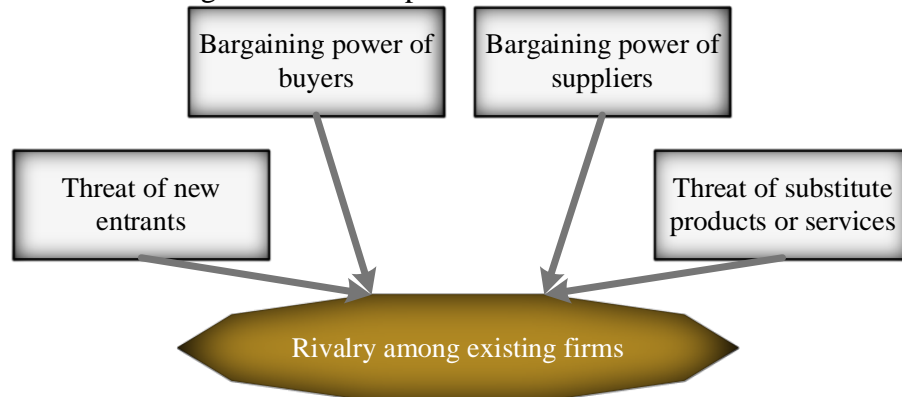 Bargaining power of
buyers
Bargaining power of
suppliers
Threat of new
entrants
Threat of substitute
products or services
Rivalry among existing firms